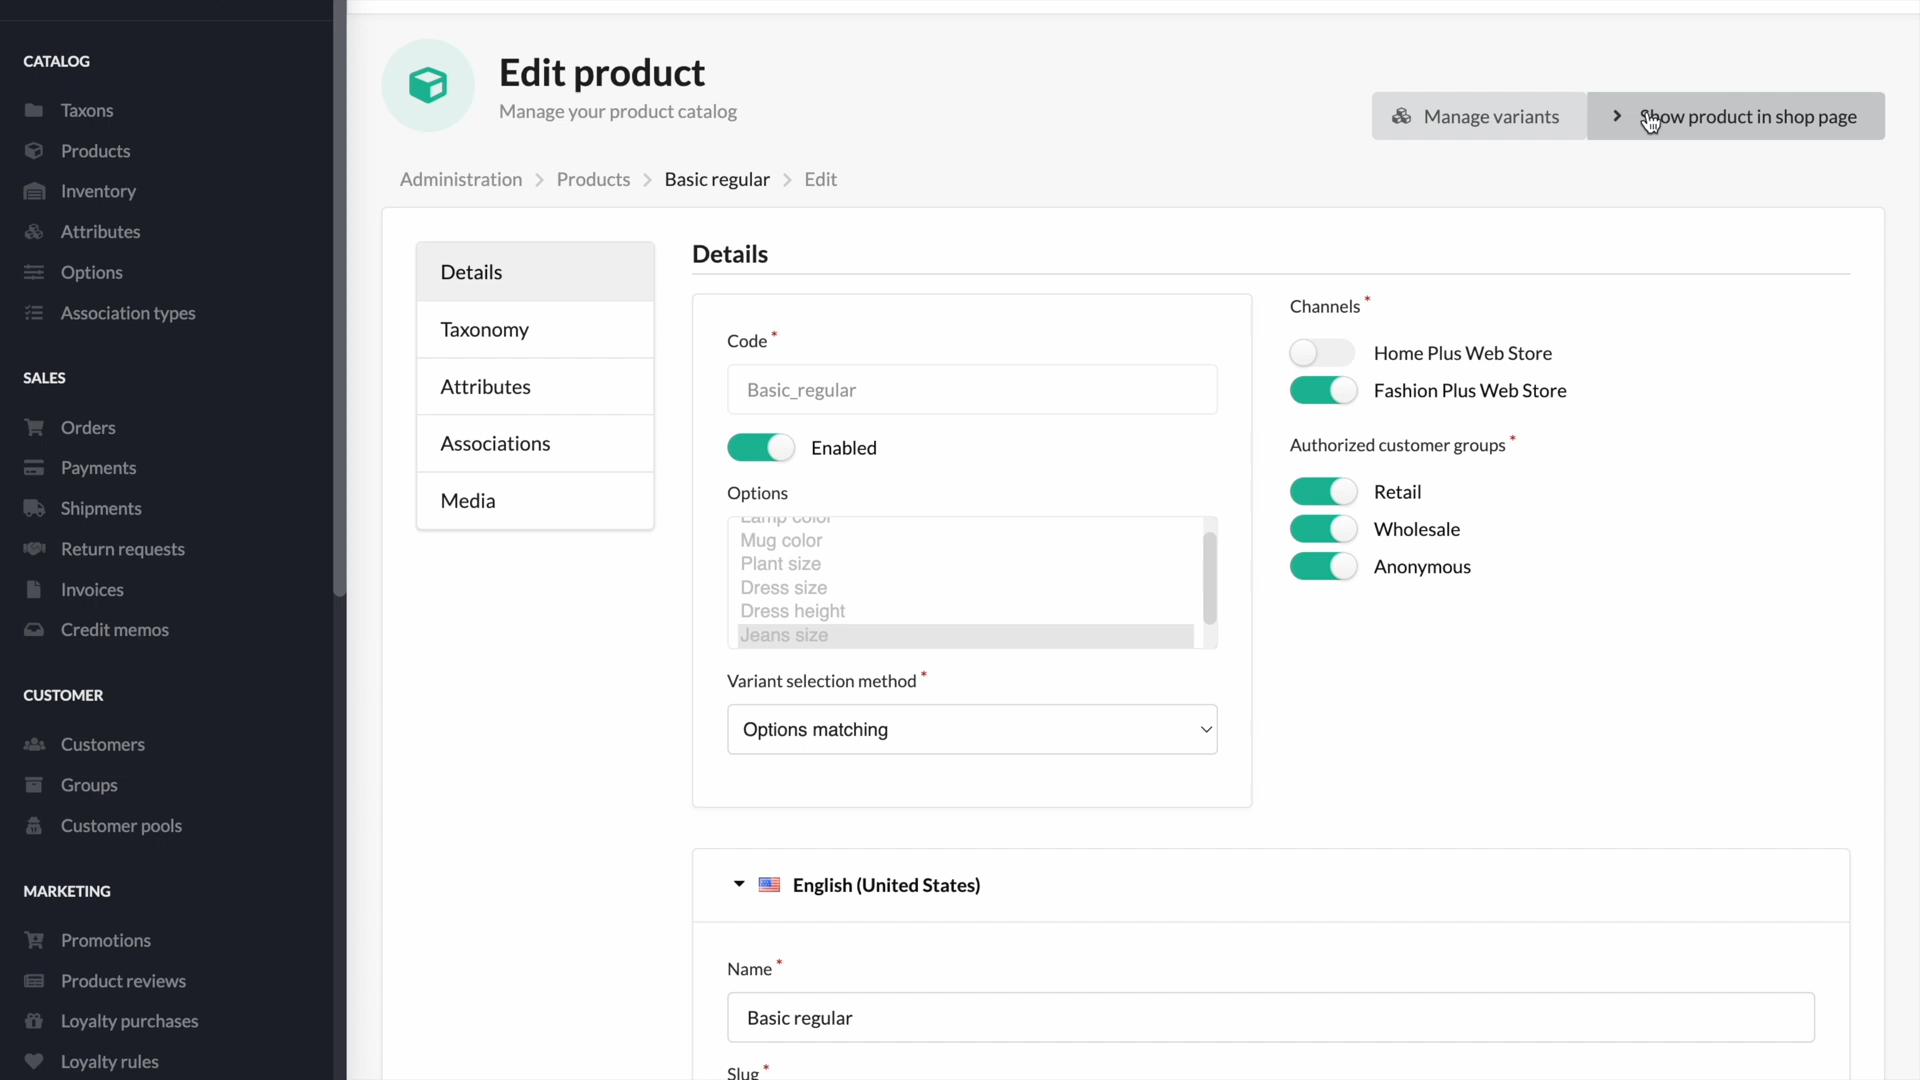 CATALOG
Taxons
Products
Inventory
Attributes
Options
Association types
SALES
Orders
Payments
Shipments
Return requests
Invoices
Credit memos
CUSTOMER
Customers
Groups
Customer pools
MARKETING
Promotions
Product reviews
Loyalty purchases
Loyalty rules
Edit product
Manage your product catalog
Manage variants
Show product in shop page
Administration > Products > Basic regular > Edit
Details
Taxonomy
Attributes
Associations
Media
Details
Code *
Basic_regular
Enabled
Options
Lamp color
Mug color
Plant size
Dress size
Dress height
Jeans size
Variant selection method *
Options matching
Channels *
Home Plus Web Store
Fashion Plus Web Store
Authorized customer groups *
Retail
Wholesale
Anonymous
English (United States)
Name *
Basic regular
Slug *